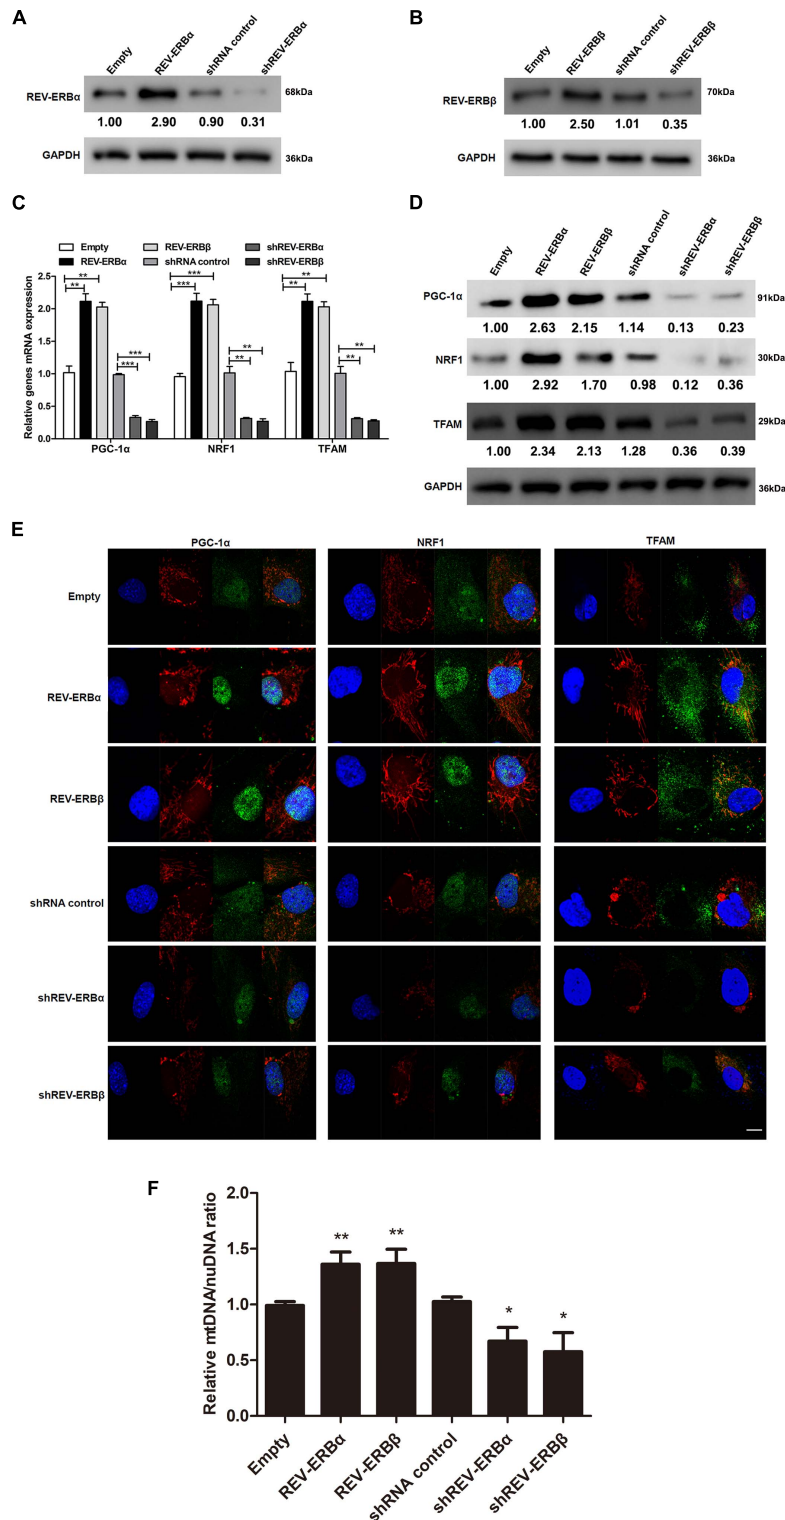 A
Empty
REV-ERBα
shRNA control
shREV-ERBα
REV-ERBα
68kDa
1.00 2.90 0.90 0.31
GAPDH
36kDa
B
Empty
REV-ERBβ
shRNA control
shREV-ERBβ
REV-ERBβ
70kDa
1.00 2.50 1.01 0.35
GAPDH
36kDa
C
Empty
REV-ERBβ
shREV-ERBα
REV-ERBα
shRNA control
shREV-ERBβ
Relative genes mRNA expression
2.5
2.0
1.5
1.0
0.5
0.0
**
**
***
***
***
***
**
**
**
**
**
**
PGC-1α
NRF1
TFAM
D
Empty
REV-ERBα
REV-ERBβ
shRNA control
shREV-ERBα
shREV-ERBβ
PGC-1α
91kDa
1.00 2.63 2.15 1.14 0.13 0.23
NRF1
30kDa
1.00 2.92 1.70 0.98 0.12 0.36
TFAM
29kDa
1.00 2.34 2.13 1.28 0.36 0.39
GAPDH
36kDa
E
PGC-1α
NRF1
TFAM
Empty
REV-ERBα
REV-ERBβ
shRNA control
shREV-ERBα
shREV-ERBβ
F
Relative mtDNA/nuDNA ratio
2.0
1.5
1.0
0.5
0.0
**
**
*
*
Empty
REV-ERBα
REV-ERBβ
shRNA control
shREV-ERBα
shREV-ERBβ